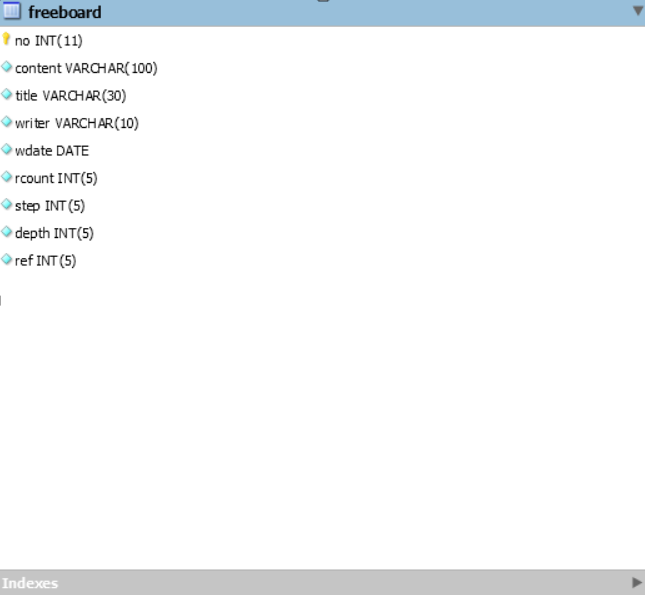 freeboard
no INT(11)
content VARCHAR(100)
title VARCHAR(30)
writer VARCHAR(10)
wdate DATE
rcount INT(5)
step INT(5)
depth INT(5)
ref INT(5)
Indexes